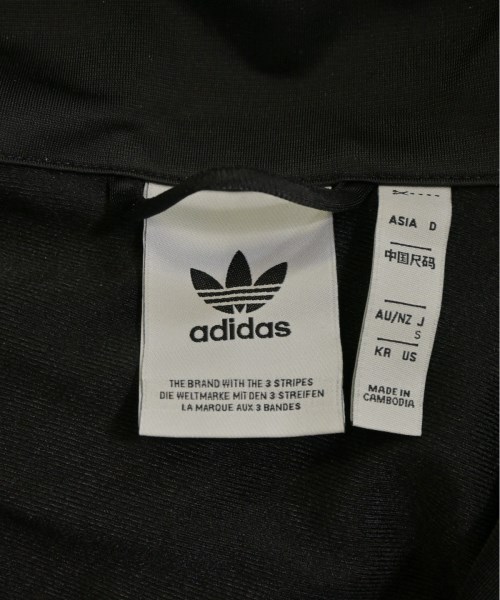 adidas
THE BRAND WITH THE 3 STRIPES
DIE WELTMARKE MIT DEN 3 STREIFEN
LA MARQUE AUX 3 BANDES
ASIA D
中国尺码
AU/NZ J
S
KR US
MADE IN
CAMBODIA